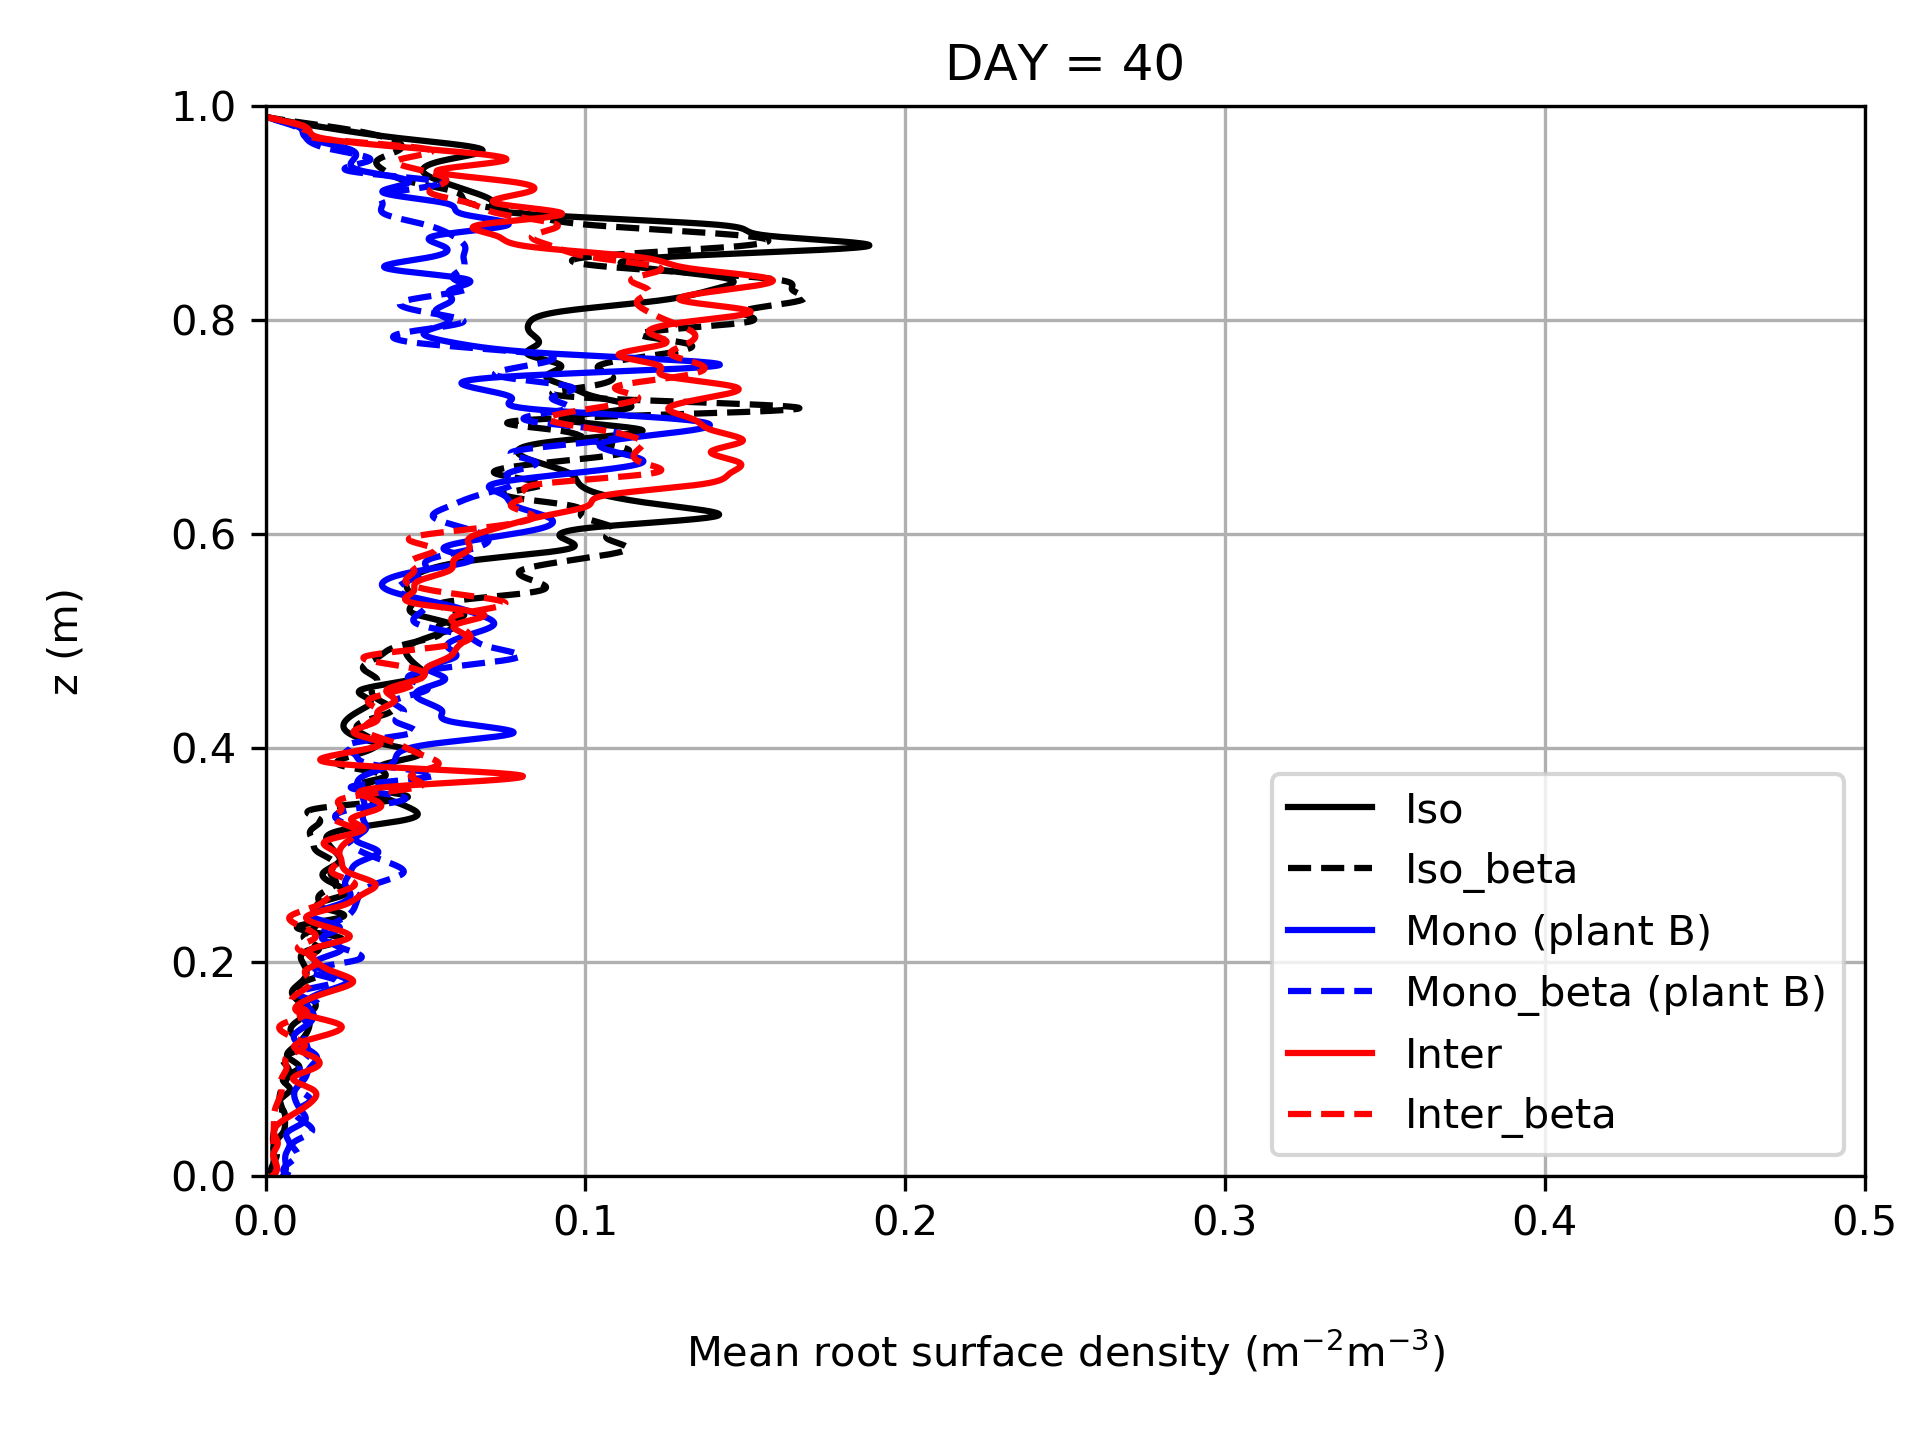 DAY = 40
1.0
0.8
0.6
0.4
0.2
0.0
z (m)
0.0 0.1 0.2 0.3 0.4 0.5
Mean root surface density (m⁻²m⁻³)
Iso
Iso_beta
Mono (plant B)
Mono_beta (plant B)
Inter
Inter_beta